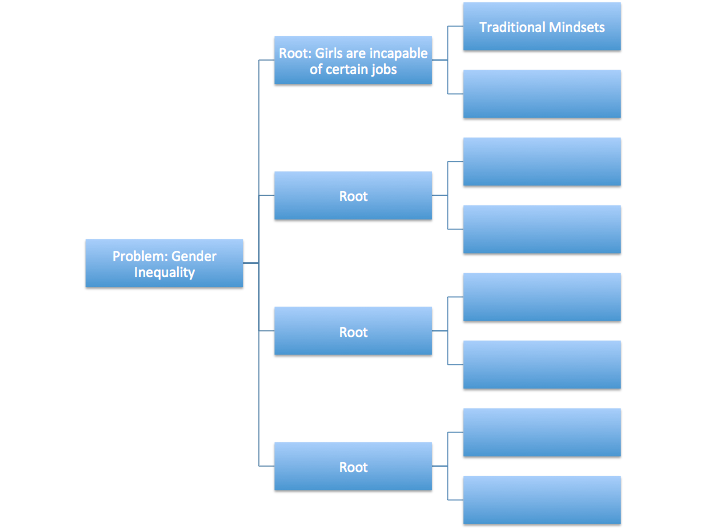 Traditional Mindsets
Root: Girls are incapable
of certain jobs
Root
Problem: Gender
Inequality
Root
Root